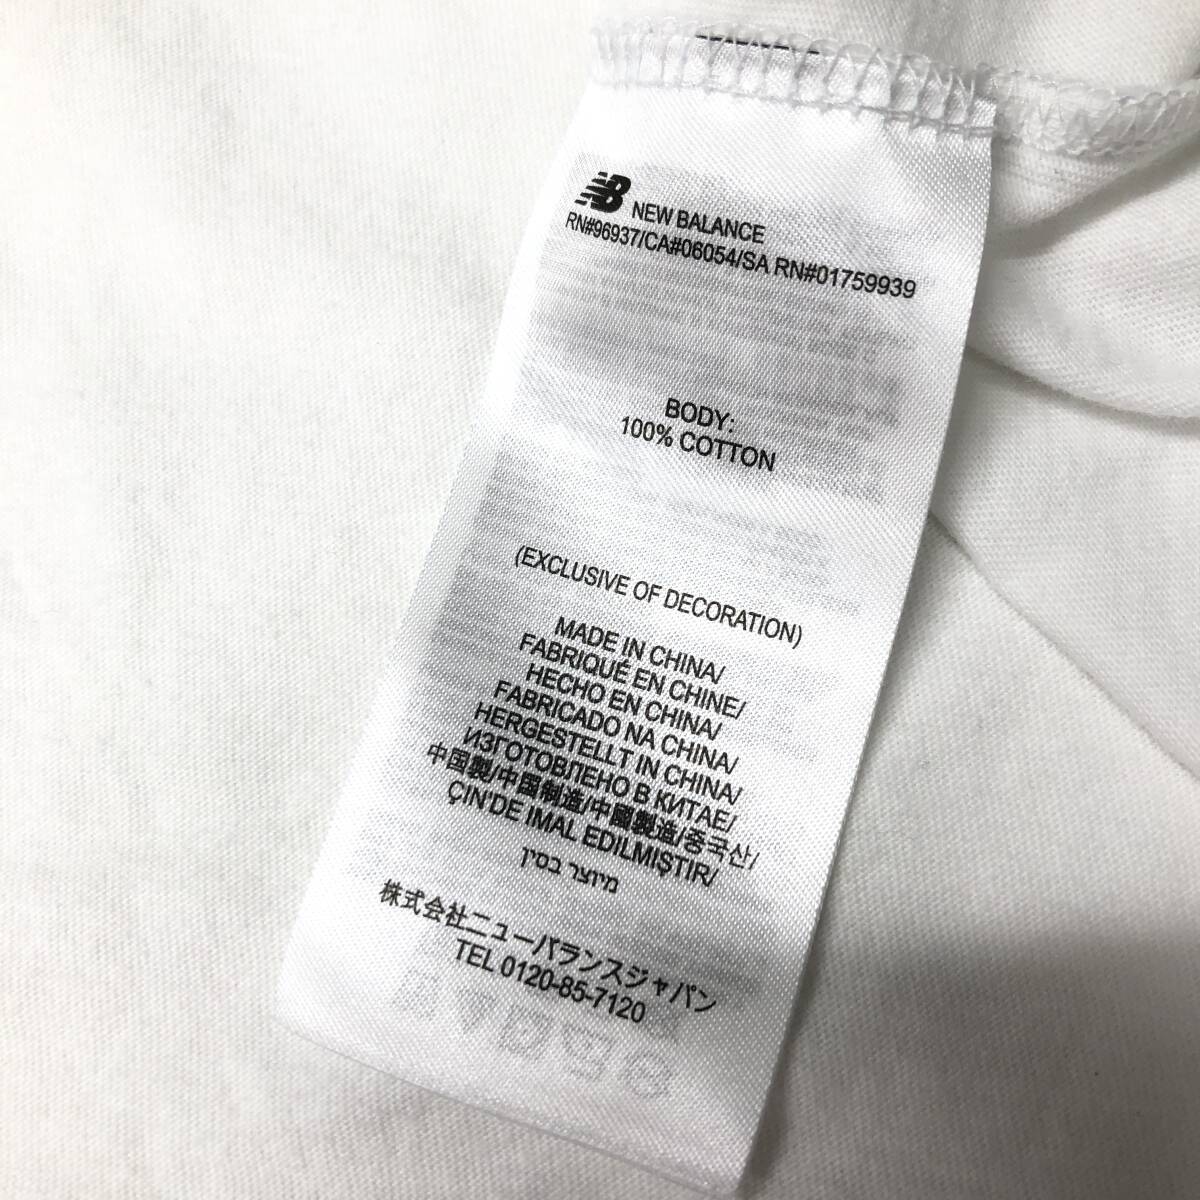 NB NEW BALANCE
RN#96937/CA#06054/SA RN#01759939
BODY:
100% COTTON
(EXCLUSIVE OF DECORATION)
MADE IN CHINA/
FABRIQUÉ EN CHINE/
HECHO EN CHINA/
FABRICADO NA CHINA/
HERGESTELLT IN CHINA/
ИЗГОТОВЛЕНО В КИТАЕ/
中国製/中国制造/中國製造/중국산/
ÇIN'DE IMAL EDILMIŞTIR/
מיוצר בסין
株式会社ニューバランスジャパン
TEL 0120-85-7120